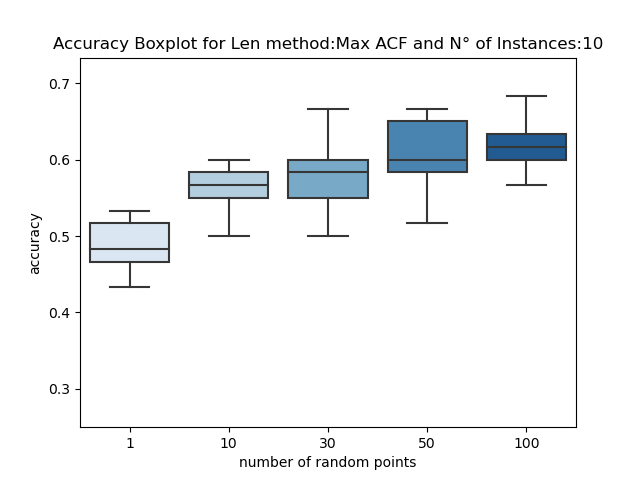 Accuracy Boxplot for Len method:Max ACF and N° of Instances:10
0.7
0.6
0.5
0.4
0.3
accuracy
1 10 30 50 100
number of random points